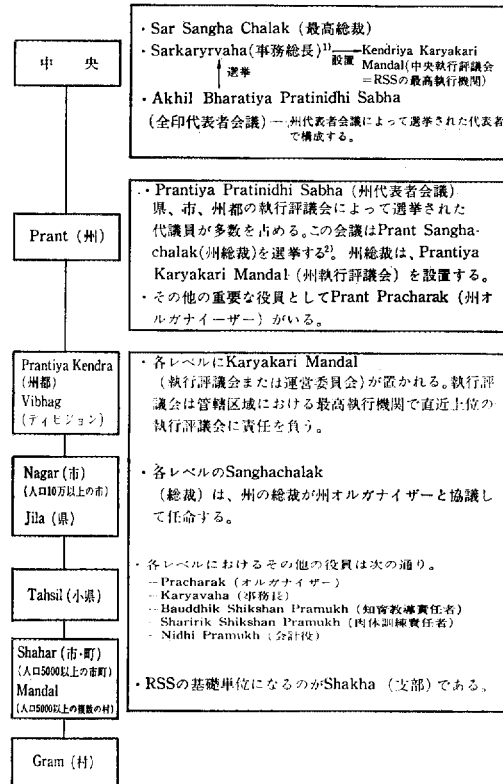 中央
・Sar Sangha Chalak（最高総裁）
・Sarkaryrvaha（事務総長）1) 設置 Kendriya Karyakari
Mandal（中央執行評議会
＝RSSの最高執行機関）
選挙
・Akhil Bharatiya Pratinidhi Sabha
（全印代表者会議）—州代表者会議によって選挙された代表者
で構成する。
Prant（州）
・Prantiya Pratinidhi Sabha（州代表者会議）
県、市、州都の執行評議会によって選挙された
代議員が多数を占める。この会議はPrant Sangha-
chalak(州総裁)を選挙する2)。 州総裁は、Prantiya
Karyakari Mandal（州執行評議会）を設置する。
・その他の重要な役員としてPrant Pracharak（州オ
ルガナイーザー）がいる。
Prantiya Kendra
（州都）
Vibhag
（ディビジョン）
・各レベルにKaryakari Mandal
（執行評議会または運営委員会）が置かれる。執行評
議会は管轄区域における最高執行機関で直近上位の
執行評議会に責任を負う。
Nagar（市）
（人口10万以上の市）
Jila（県）
・各レベルのSanghachalak
（総裁）は、州の総裁が州オルガナイザーと協議し
て任命する。
Tahsil（小県）
・各レベルにおけるその他の役員は次の通り。
—Pracharak（オルガナイザー）
—Karyavaha（事務長）
—Bauddhik Shikshan Pramukh（知育教導責任者）
—Sharirik Shikshan Pramukh（肉体訓練責任者）
—Nidhi Pramukh（会計役）
Shahar（市・町）
（人口5000以上の市町）
Mandal
（人口5000以上の複数の村）
・RSSの基礎単位になるのがShakha（支部）である。
Gram（村）